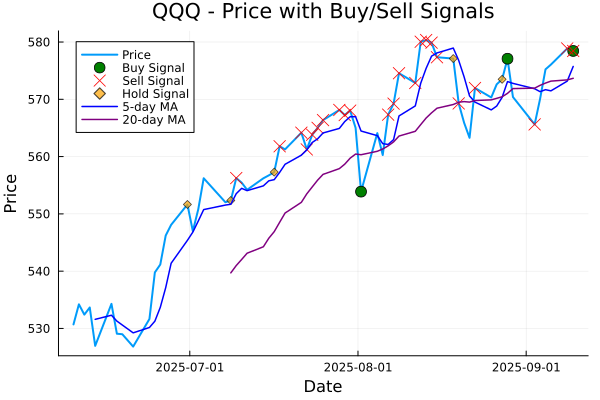 QQQ - Price with Buy/Sell Signals
580
570
560
550
540
530
Price
Price
Buy Signal
Sell Signal
Hold Signal
5-day MA
20-day MA
2025-07-01
2025-08-01
2025-09-01
Date